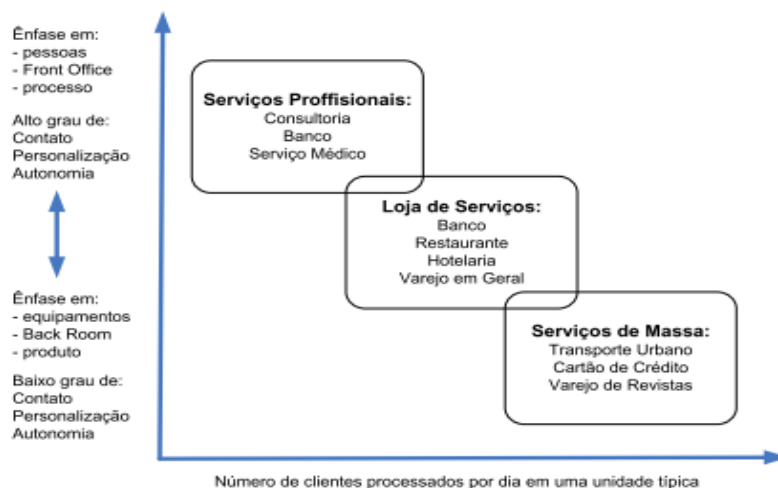 Ênfase em:
- pessoas
- Front Office
- processo
Alto grau de:
Contato
Personalização
Autonomia
Ênfase em:
- equipamentos
- Back Room
- produto
Baixo grau de:
Contato
Personalização
Autonomia
Serviços Proffisionais:
Consultoria
Banco
Serviço Médico
Loja de Serviços:
Banco
Restaurante
Hotelaria
Varejo em Geral
Serviços de Massa:
Transporte Urbano
Cartão de Crédito
Varejo de Revistas
Número de clientes processados por dia em uma unidade típica